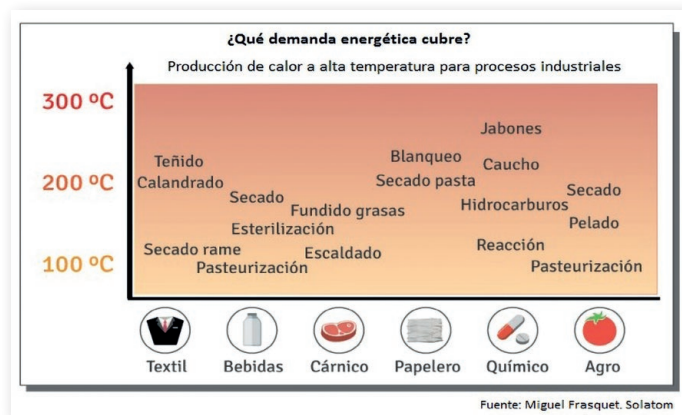 ¿Qué demanda energética cubre?
Producción de calor a alta temperatura para procesos industriales
300 ºC
200 ºC
100 ºC
Jabones
Teñido
Blanqueo
Caucho
Calandrado
Secado pasta
Secado
Secado
Hidrocarburos
Fundido grasas
Pelado
Esterilización
Secado rame
Escaldado
Reacción
Pasteurización
Pasteurización
Textil
Bebidas
Cárnico
Papelero
Químico
Agro
Fuente: Miguel Frasquet. Solatom